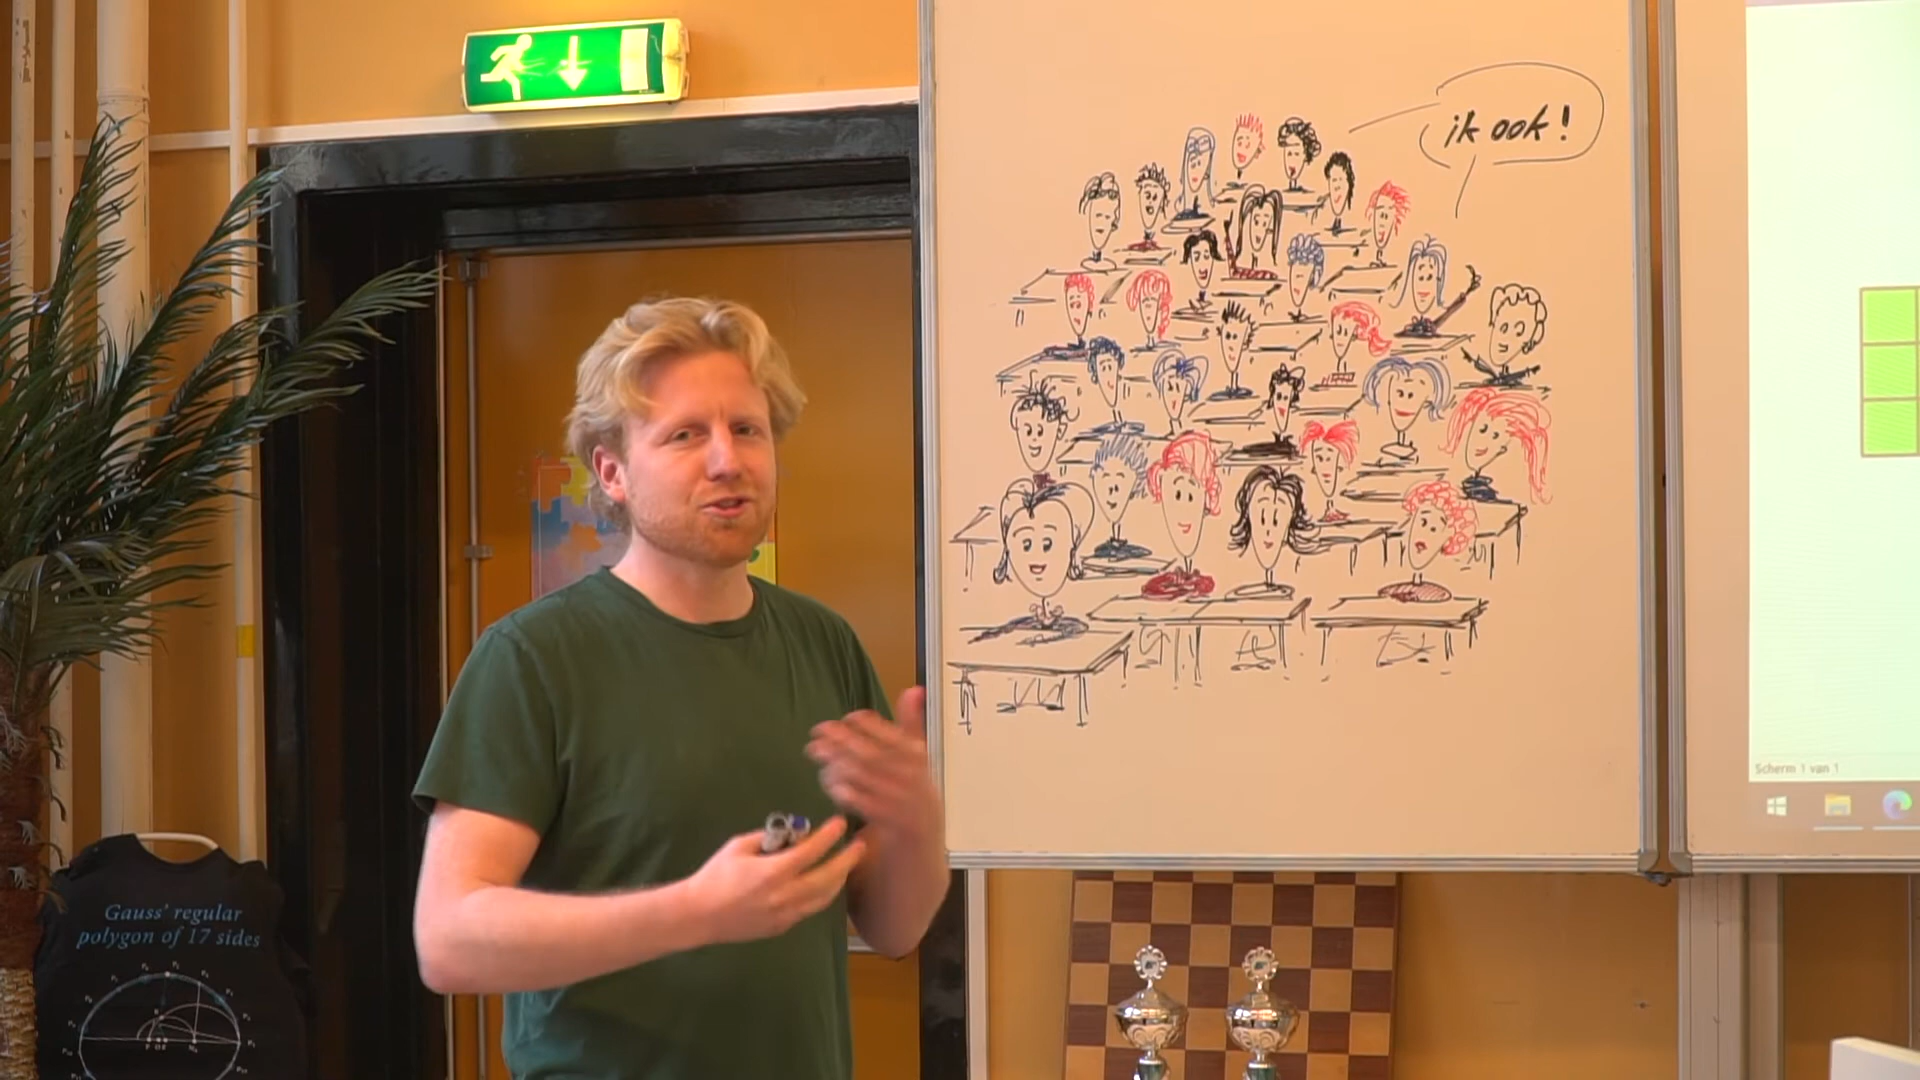 ik ook!
Scherm 1 van 1
Gauss' regular
polygon of 17 sides